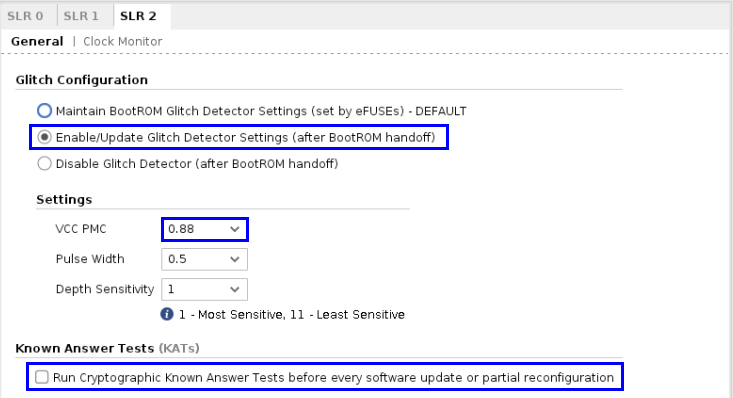 SLR 0 SLR 1 SLR 2
General | Clock Monitor
Glitch Configuration
Maintain BootROM Glitch Detector Settings (set by eFUSEs) - DEFAULT
Enable/Update Glitch Detector Settings (after BootROM handoff)
Disable Glitch Detector (after BootROM handoff)
Settings
VCC PMC 0.88
Pulse Width 0.5
Depth Sensitivity 1
1 - Most Sensitive, 11 - Least Sensitive
Known Answer Tests (KATs)
Run Cryptographic Known Answer Tests before every software update or partial reconfiguration